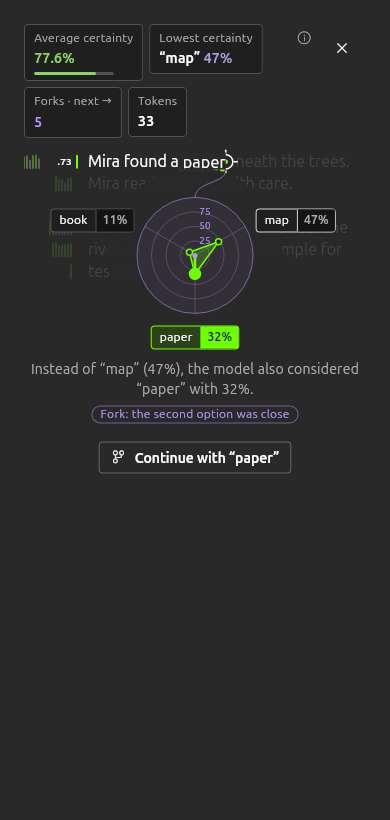 Average certainty
77.6%
Lowest certainty
“map” 47%
Forks · next →
5
Tokens
33
.73 Mira found a paper neath the trees.
Mira rea th care.
book 11%
map 47%
75
50
25
rive mple for
tes
paper 32%
Instead of “map” (47%), the model also considered
“paper” with 32%.
Fork: the second option was close
Continue with “paper”